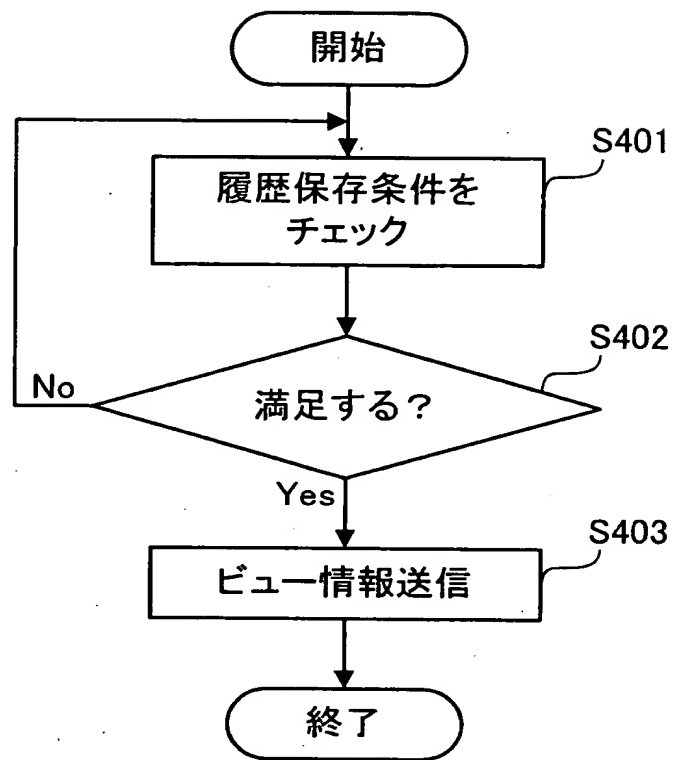 開始
S401
履歴保存条件を
チェック
S402
満足する?
No
Yes
S403
ビュー情報送信
終了